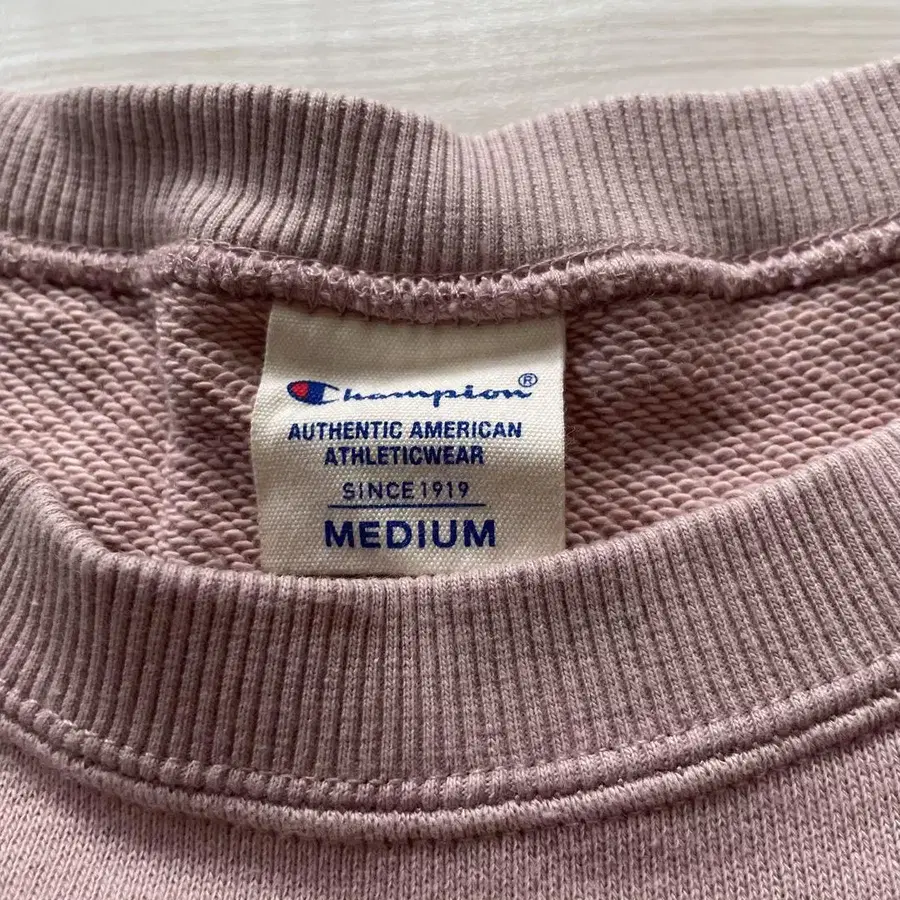 Champion®
AUTHENTIC AMERICAN
ATHLETICWEAR
SINCE 1919
MEDIUM